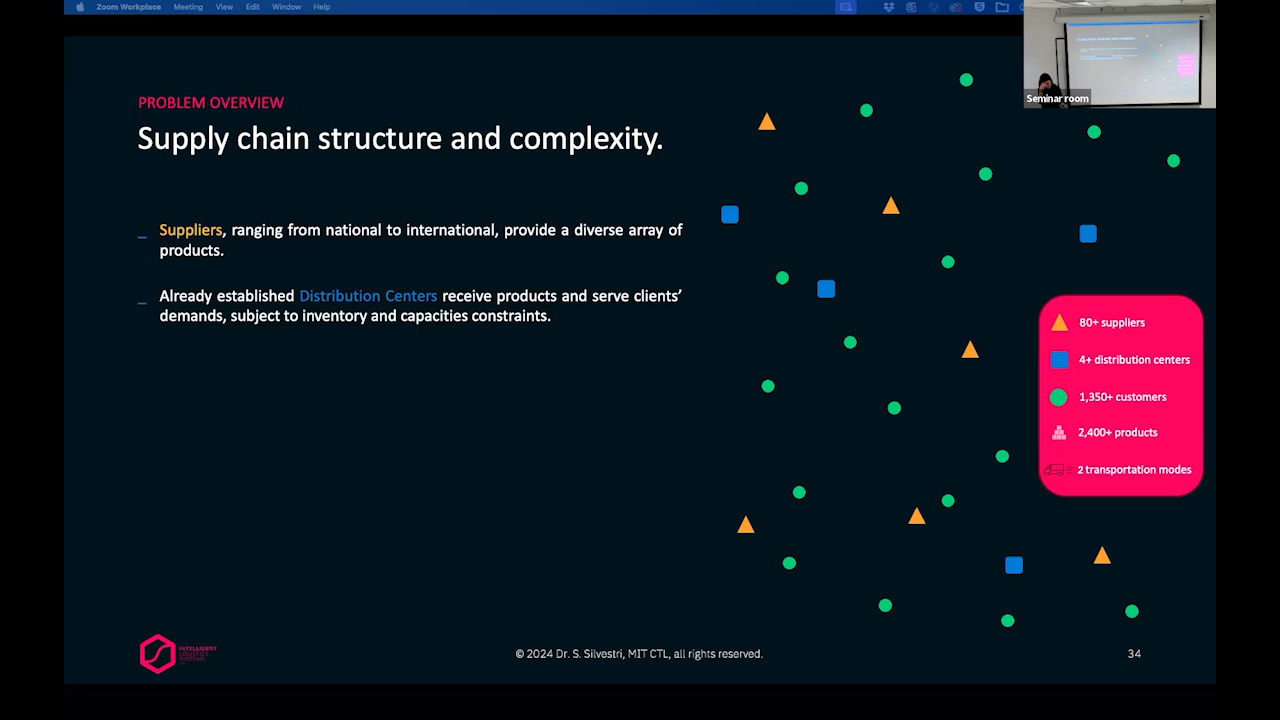 Zoom Workplace Meeting View Edit Window Help
Seminar room
PROBLEM OVERVIEW
Supply chain structure and complexity.
_ Suppliers, ranging from national to international, provide a diverse array of
products.
_ Already established Distribution Centers receive products and serve clients’
demands, subject to inventory and capacities constraints.
80+ suppliers
4+ distribution centers
1,350+ customers
2,400+ products
2 transportation modes
INTELLIGENT
LOGISTICS
SYSTEMS
© 2024 Dr. S. Silvestri, MIT CTL, all rights reserved.
34